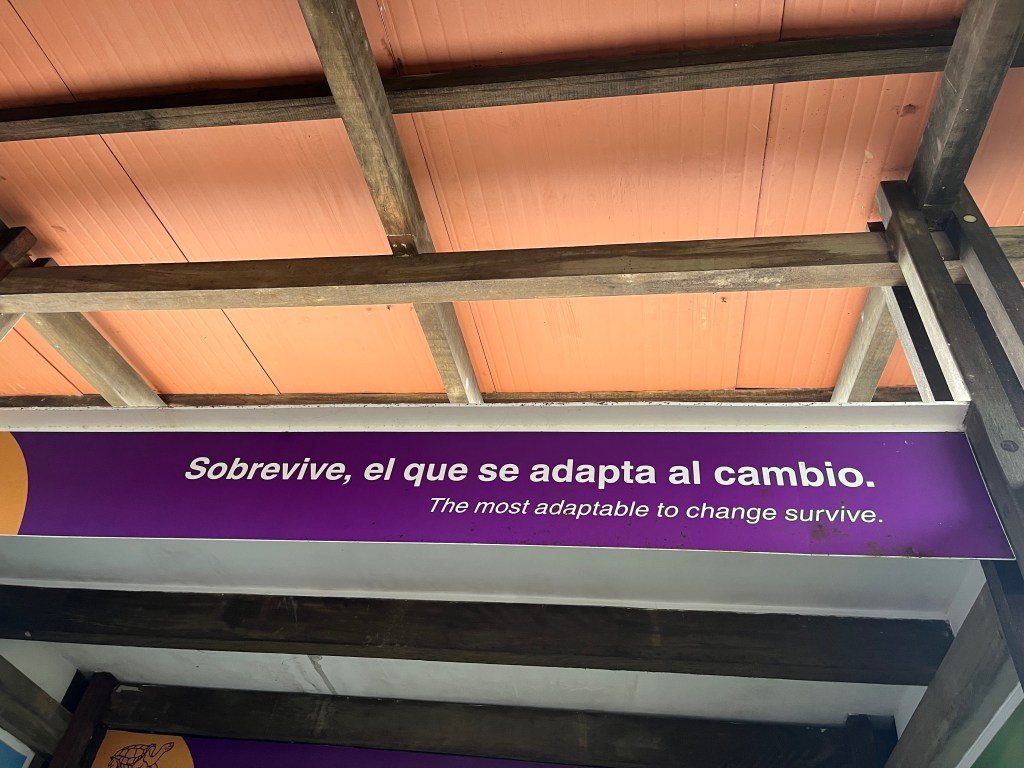 Sobrevive, el que se adapta al cambio.
The most adaptable to change survive.